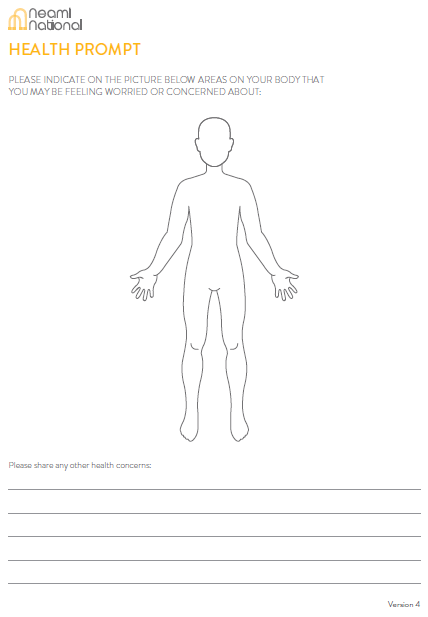 neami
national
HEALTH PROMPT
PLEASE INDICATE ON THE PICTURE BELOW AREAS ON YOUR BODY THAT
YOU MAY BE FEELING WORRIED OR CONCERNED ABOUT:
Please share any other health concerns:
Version 4